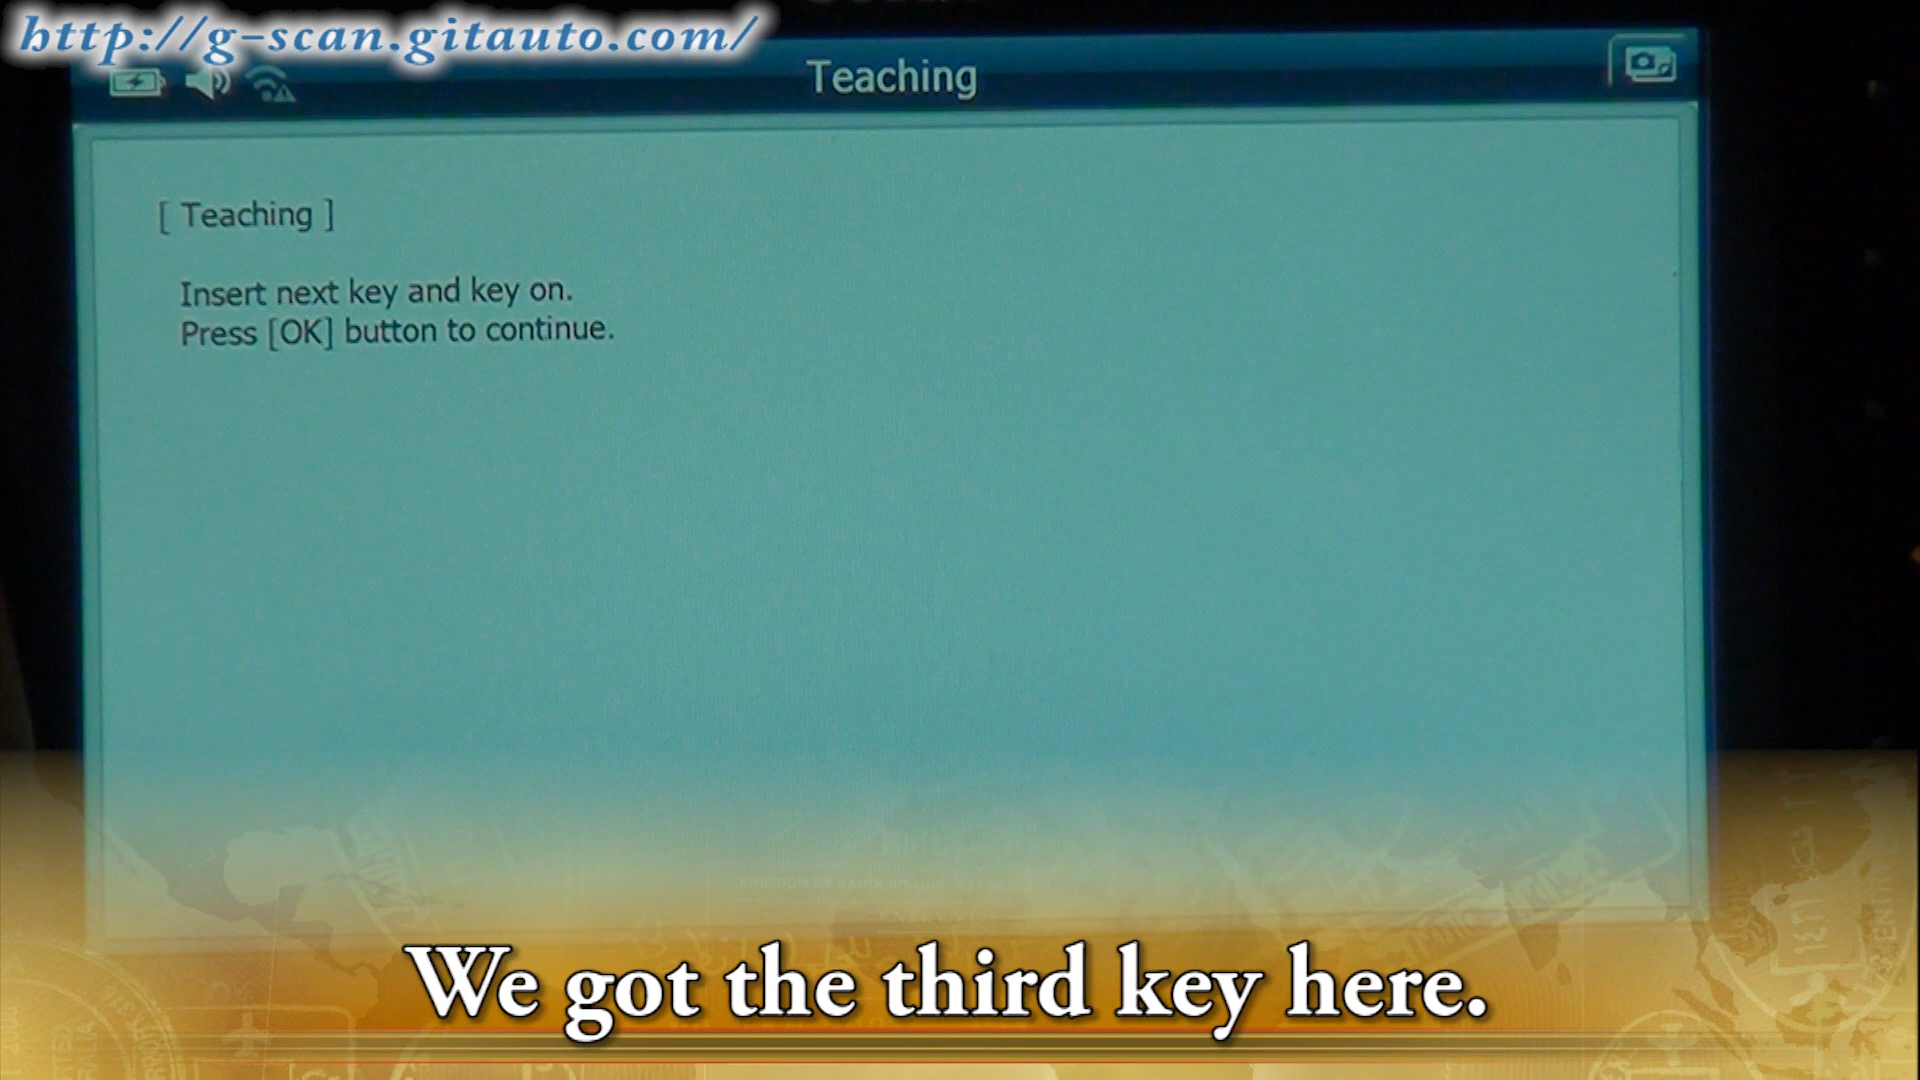 http://g-scan.gitauto.com/
Teaching
[ Teaching ]
Insert next key and key on.
Press [OK] button to continue.
We got the third key here.